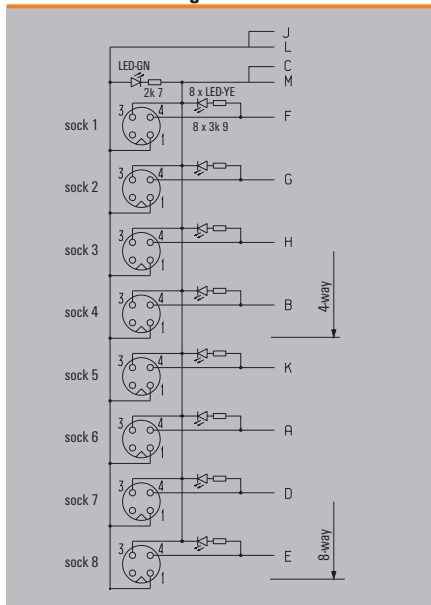 J
L
C
M
LED-GN
2k 7
8 x LED-YE
8 x 3k 9
3
4
1
sock 1
F
3
4
1
sock 2
G
3
4
1
sock 3
H
3
4
1
sock 4
B
4-way
3
4
1
sock 5
K
3
4
1
sock 6
A
3
4
1
sock 7
D
3
4
1
sock 8
E
8-way